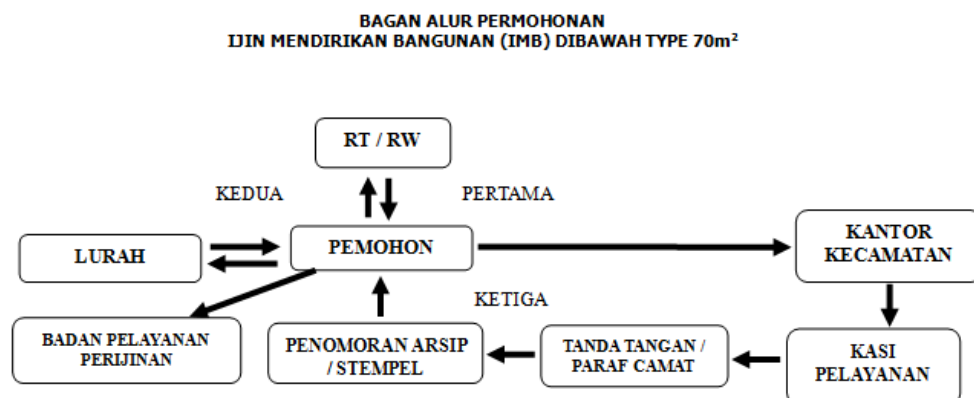 BAGAN ALUR PERMOHONAN
IJIN MENDIRIKAN BANGUNAN (IMB) DIBAWAH TYPE 70m²
RT / RW
KEDUA
PERTAMA
LURAH
PEMOHON
KANTOR
KECAMATAN
KETIGA
BADAN PELAYANAN
PERIJINAN
PENOMORAN ARSIP
/ STEMPEL
TANDA TANGAN /
PARAF CAMAT
KASI
PELAYANAN